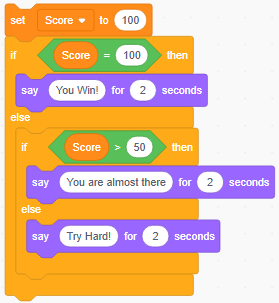 set Score to 100
if Score = 100 then
say You Win! for 2 seconds
else
if Score > 50 then
say You are almost there for 2 seconds
else
say Try Hard! for 2 seconds